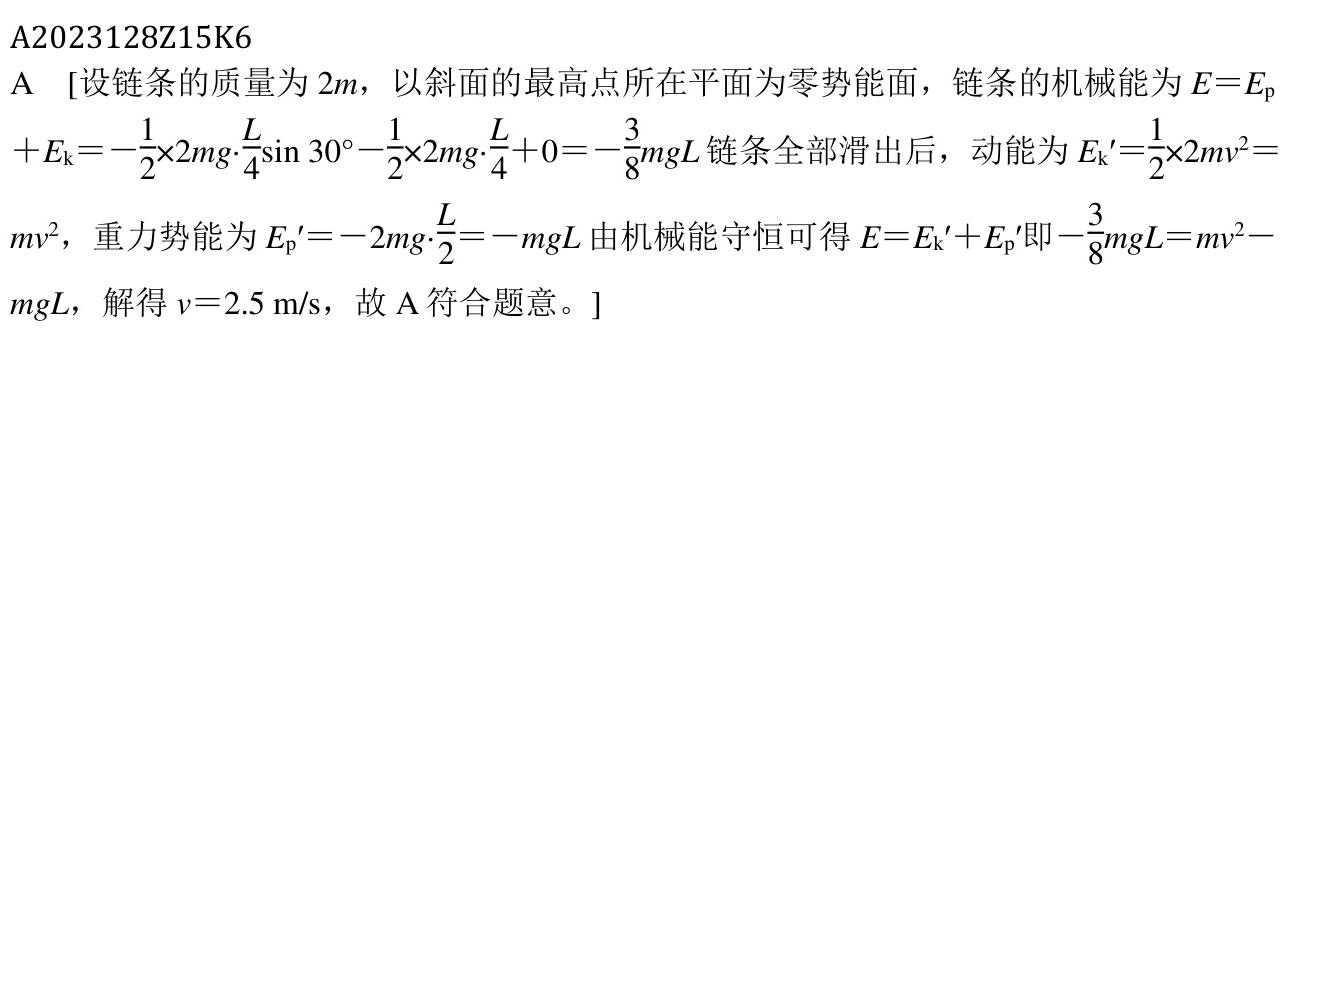 A2023128Z15K6
A [设链条的质量为 2m，以斜面的最高点所在平面为零势能面，链条的机械能为 E＝Eₚ
＋Eₖ＝－1/2×2mg·L/4sin 30°－1/2×2mg·L/4＋0＝－3/8mgL 链条全部滑出后，动能为 Eₖ′＝1/2×2mv²＝
mv²，重力势能为 Eₚ′＝－2mg·L/2＝－mgL 由机械能守恒可得 E＝Eₖ′＋Eₚ′即－3/8mgL＝mv²－
mgL，解得 v＝2.5 m/s，故 A 符合题意。]